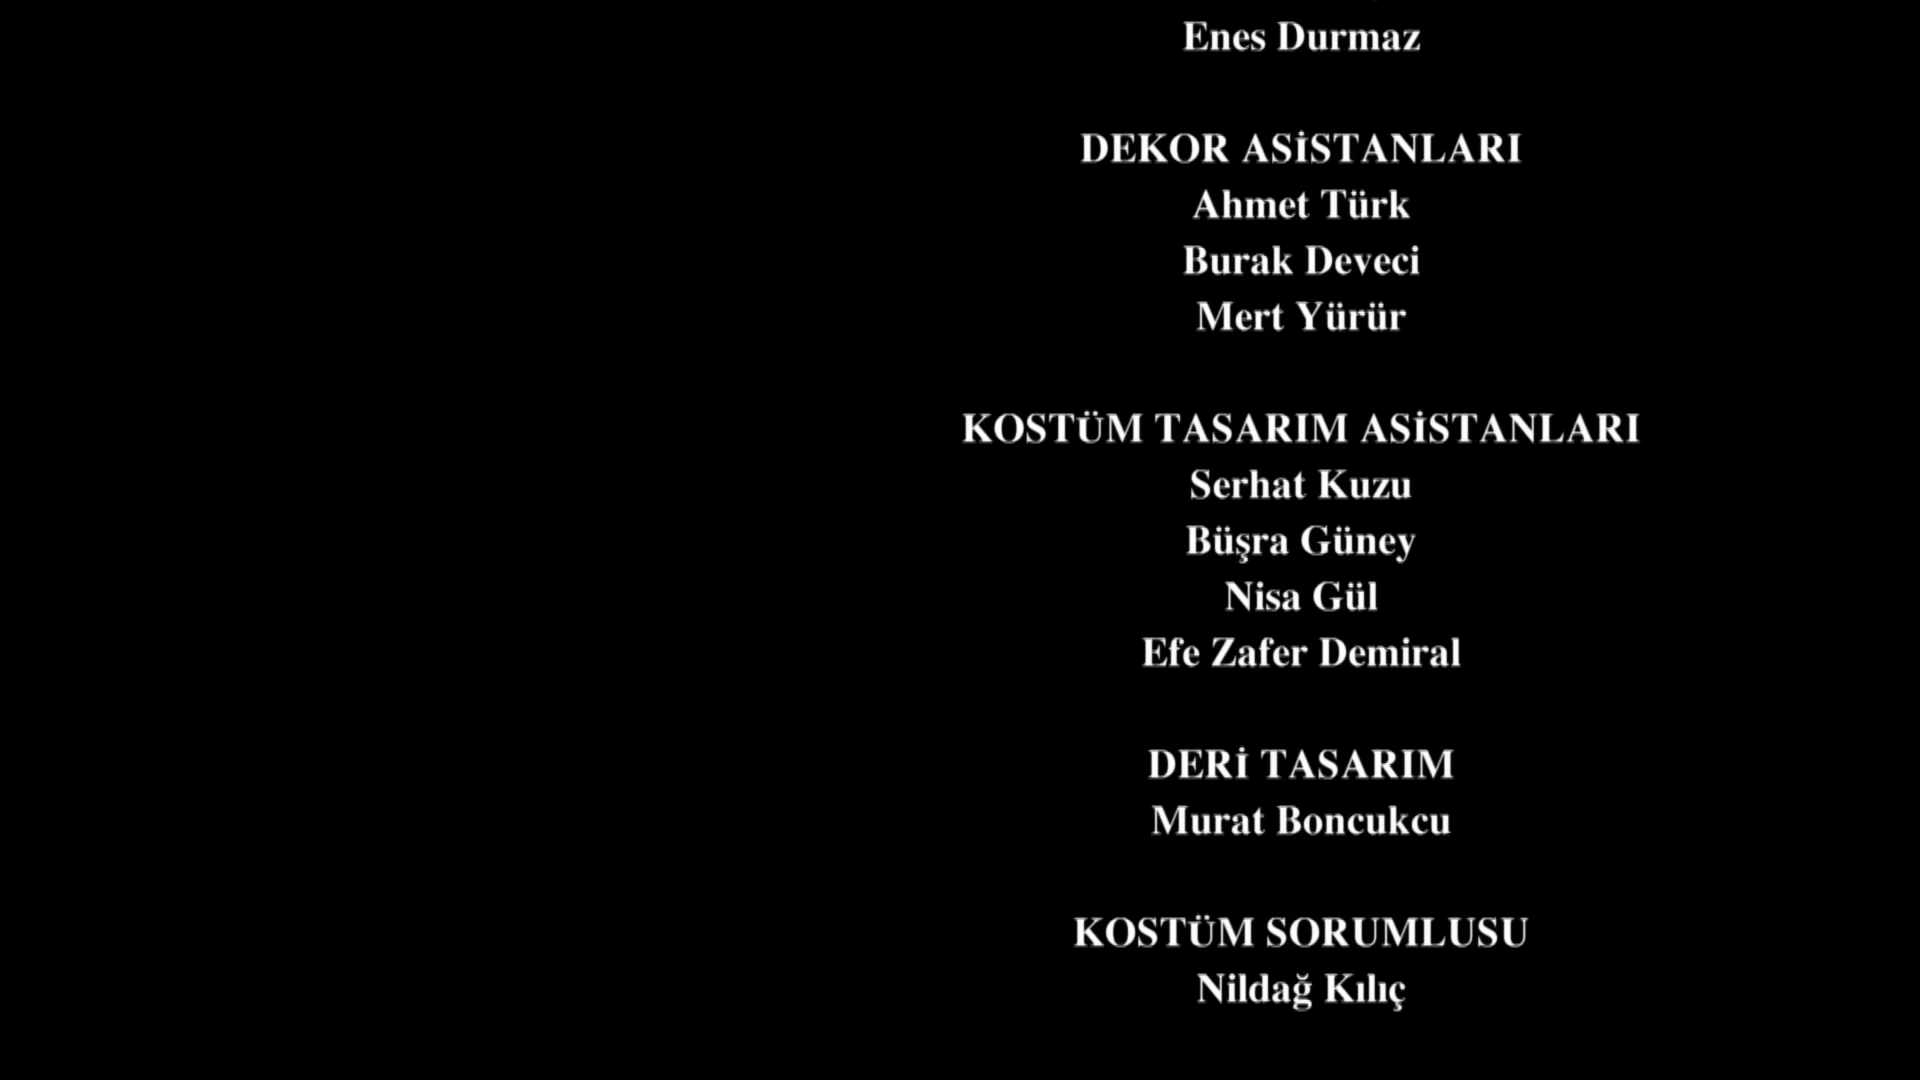 Enes Durmaz
DEKOR ASİSTANLARI
Ahmet Türk
Burak Deveci
Mert Yürür
KOSTÜM TASARIM ASİSTANLARI
Serhat Kuzu
Büşra Güney
Nisa Gül
Efe Zafer Demiral
DERİ TASARIM
Murat Boncukcu
KOSTÜM SORUMLUSU
Nildağ Kılıç